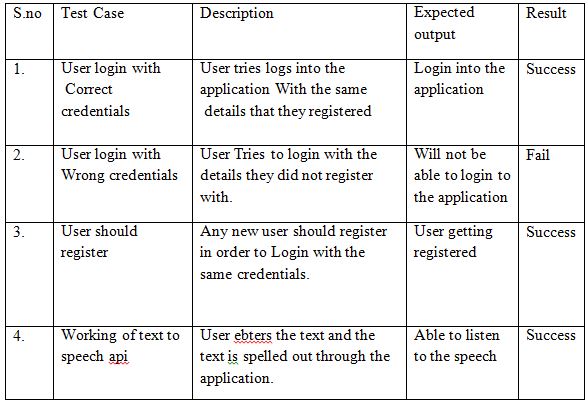 S.no Test Case Description Expected Result
output
1. User login with User tries logs into the Login into the Success
Correct application With the same application
credentials details that they registered
2. User login with User Tries to login with the Will not be Fail
Wrong credentials details they did not register able to login to
with. the application
3. User should Any new user should register User getting Success
register in order to Login with the registered
same credentials.
4. Working of text to User ebters the text and the Able to listen Success
speech api text is spelled out through the to the speech
application.